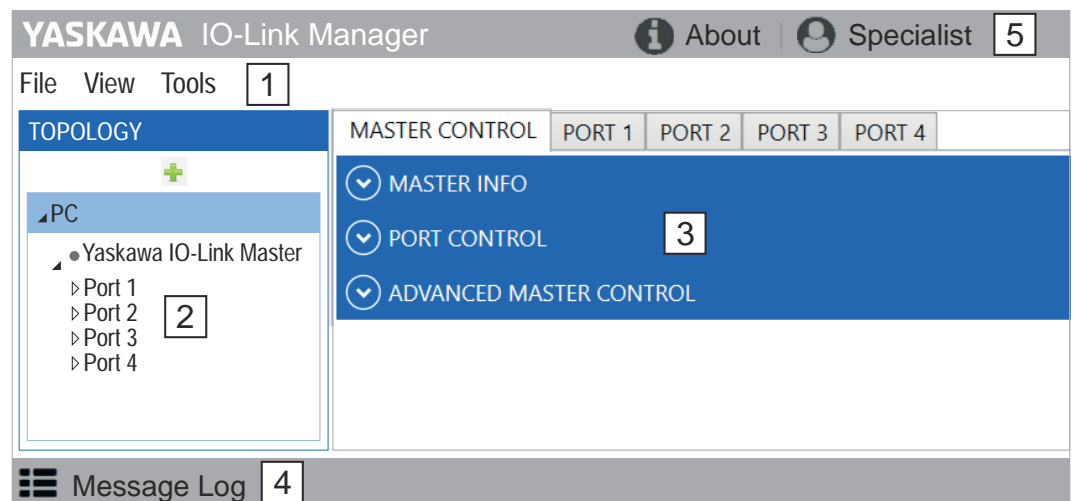 YASKAWA IO-Link Manager About Specialist 5
File View Tools 1
TOPOLOGY
PC
Yaskawa IO-Link Master
Port 1
Port 2
Port 3
Port 4
2
MASTER CONTROL PORT 1 PORT 2 PORT 3 PORT 4
MASTER INFO
PORT CONTROL 3
ADVANCED MASTER CONTROL
Message Log 4